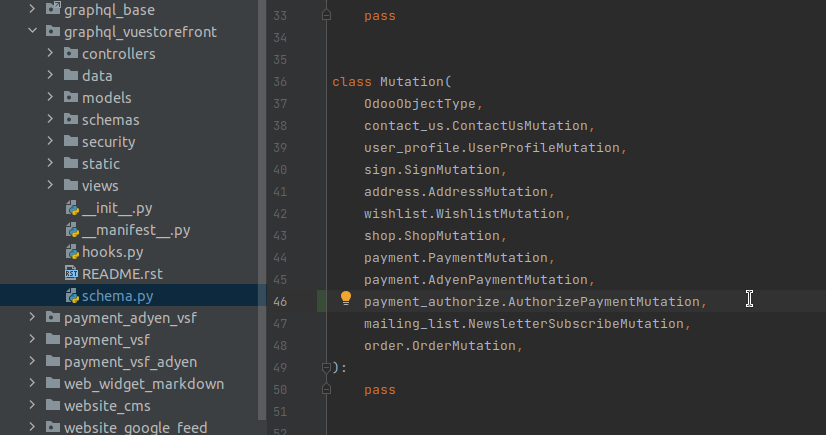 graphql_base
graphql_vuestorefront
controllers
data
models
schemas
security
static
views
__init__.py
__manifest__.py
hooks.py
RST README.rst
schema.py
payment_adyen_vsf
payment_vsf
payment_vsf_adyen
web_widget_markdown
website_cms
website_google_feed
33 pass
34
35
36 class Mutation(
37 OdooObjectType,
38 contact_us.ContactUsMutation,
39 user_profile.UserProfileMutation,
40 sign.SignMutation,
41 address.AddressMutation,
42 wishlist.WishlistMutation,
43 shop.ShopMutation,
44 payment.PaymentMutation,
45 payment.AdyenPaymentMutation,
46 payment_authorize.AuthorizePaymentMutation,
47 mailing_list.NewsletterSubscribeMutation,
48 order.OrderMutation,
49 ):
50 pass
51
52